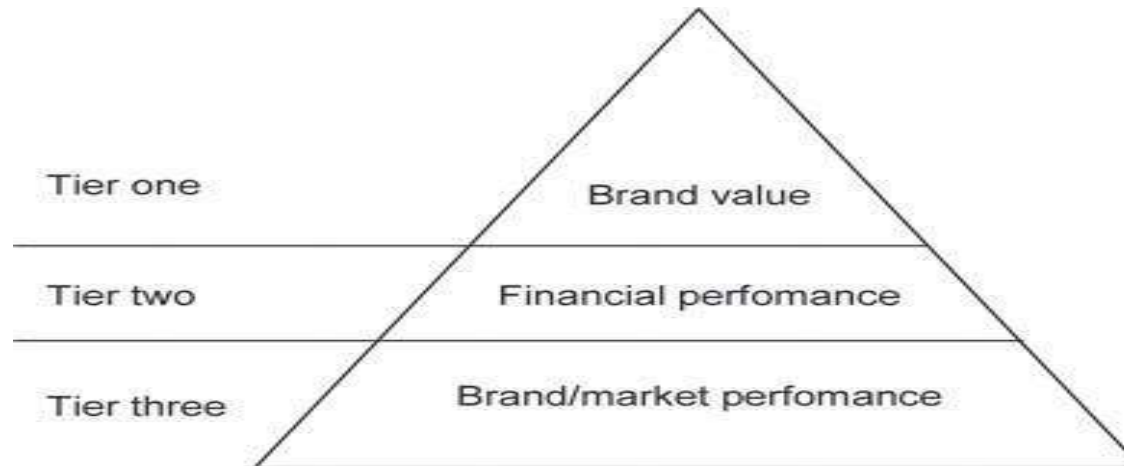 Tier one
Brand value
Tier two
Financial perfomance
Tier three
Brand/market perfomance